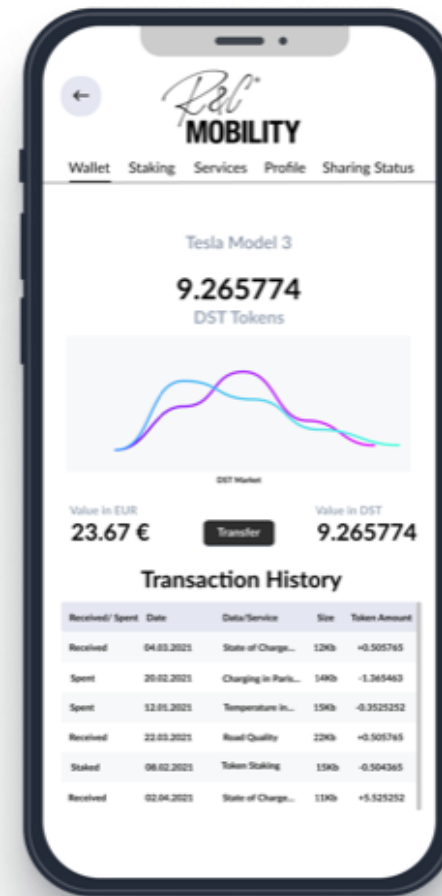 R&C®
MOBILITY
Wallet Staking Services Profile Sharing Status
Tesla Model 3
9.265774
DST Tokens
DST Market
Value in EUR Value in DST
23.67 € Transfer 9.265774
Transaction History
Received/ Spent Date Data/Service Size Token Amount
Received 04.03.2021 State of Charge... 12Kb +0.505765
Spent 20.02.2021 Charging in Paris... 14Kb -1.365463
Spent 12.01.2021 Temperature in... 15Kb -0.3525252
Received 22.03.2021 Road Quality 22Kb +0.505765
Staked 08.02.2021 Token Staking 15Kb -0.504365
Received 02.04.2021 State of Charge... 11Kb +5.525252